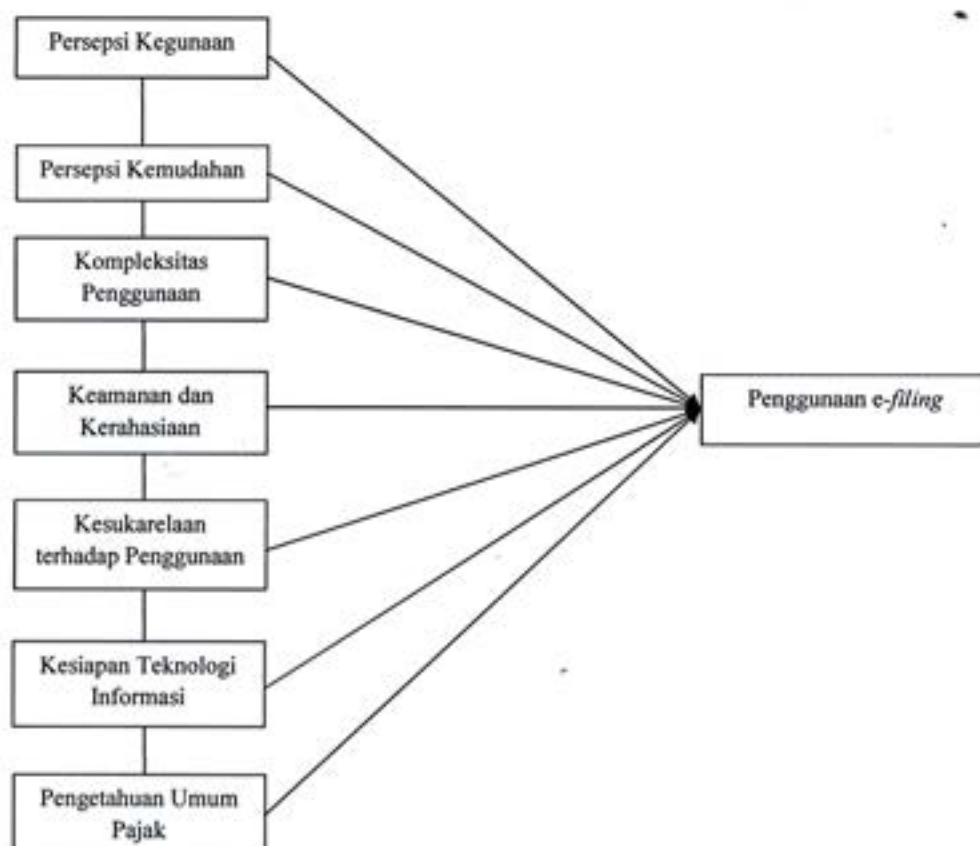 Persepsi Kegunaan
Persepsi Kemudahan
Kompleksitas
Penggunaan
Keamanan dan
Kerahasiaan
Penggunaan e-filing
Kesukarelaan
terhadap Penggunaan
Kesiapan Teknologi
Informasi
Pengetahuan Umum
Pajak